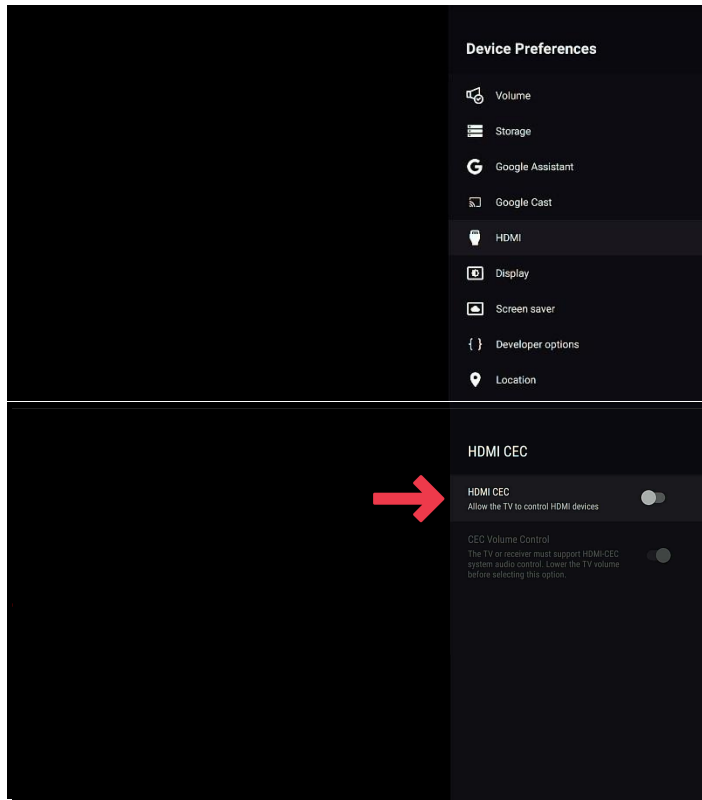 Device Preferences
Volume
Storage
Google Assistant
Google Cast
HDMI
Display
Screen saver
{ } Developer options
Location
HDMI CEC
HDMI CEC
Allow the TV to control HDMI devices
CEC Volume Control
The TV or receiver must support HDMI-CEC
system audio control. Lower the TV volume
before selecting this option.